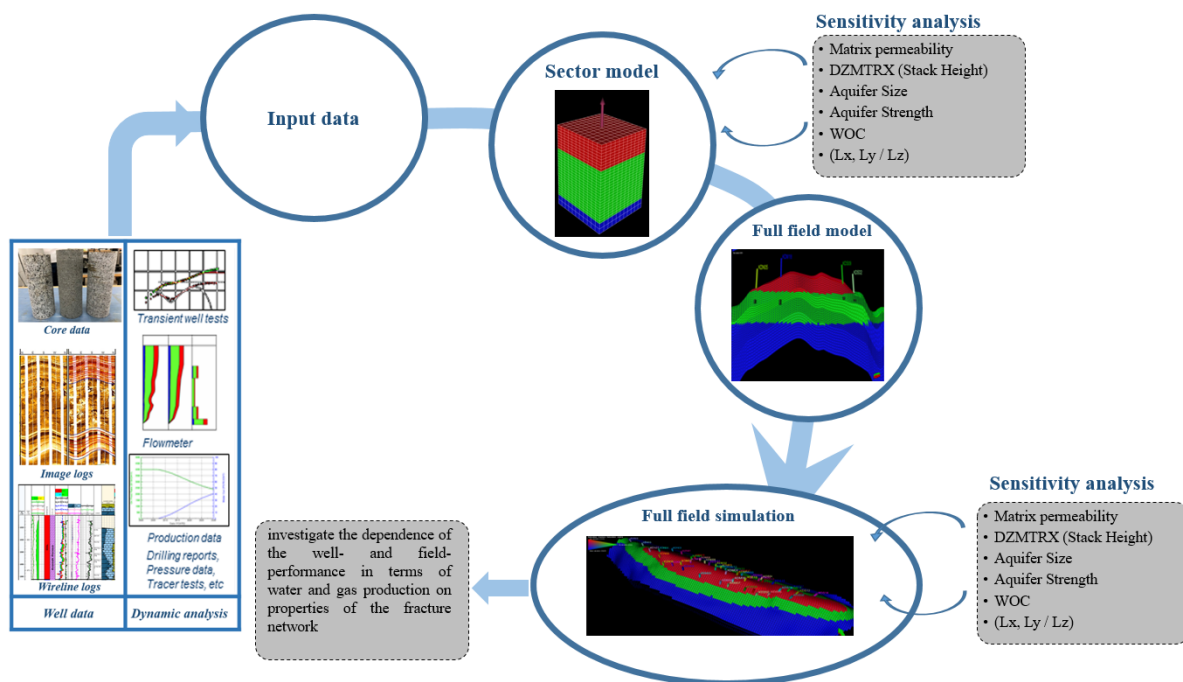 Sensitivity analysis
• Matrix permeability
• DZMTRX (Stack Height)
• Aquifer Size
• Aquifer Strength
• WOC
• (Lx, Ly / Lz)
Input data
Sector model
Full field model
Core data
Image logs
Wireline logs
Well data
Transient well tests
Flowmeter
Production data
Drilling reports,
Pressure data,
Tracer tests, etc
Dynamic analysis
Full field simulation
Sensitivity analysis
• Matrix permeability
• DZMTRX (Stack Height)
• Aquifer Size
• Aquifer Strength
• WOC
• (Lx, Ly / Lz)
investigate the dependence of
the well- and field-
performance in terms of
water and gas production on
properties of the fracture
network